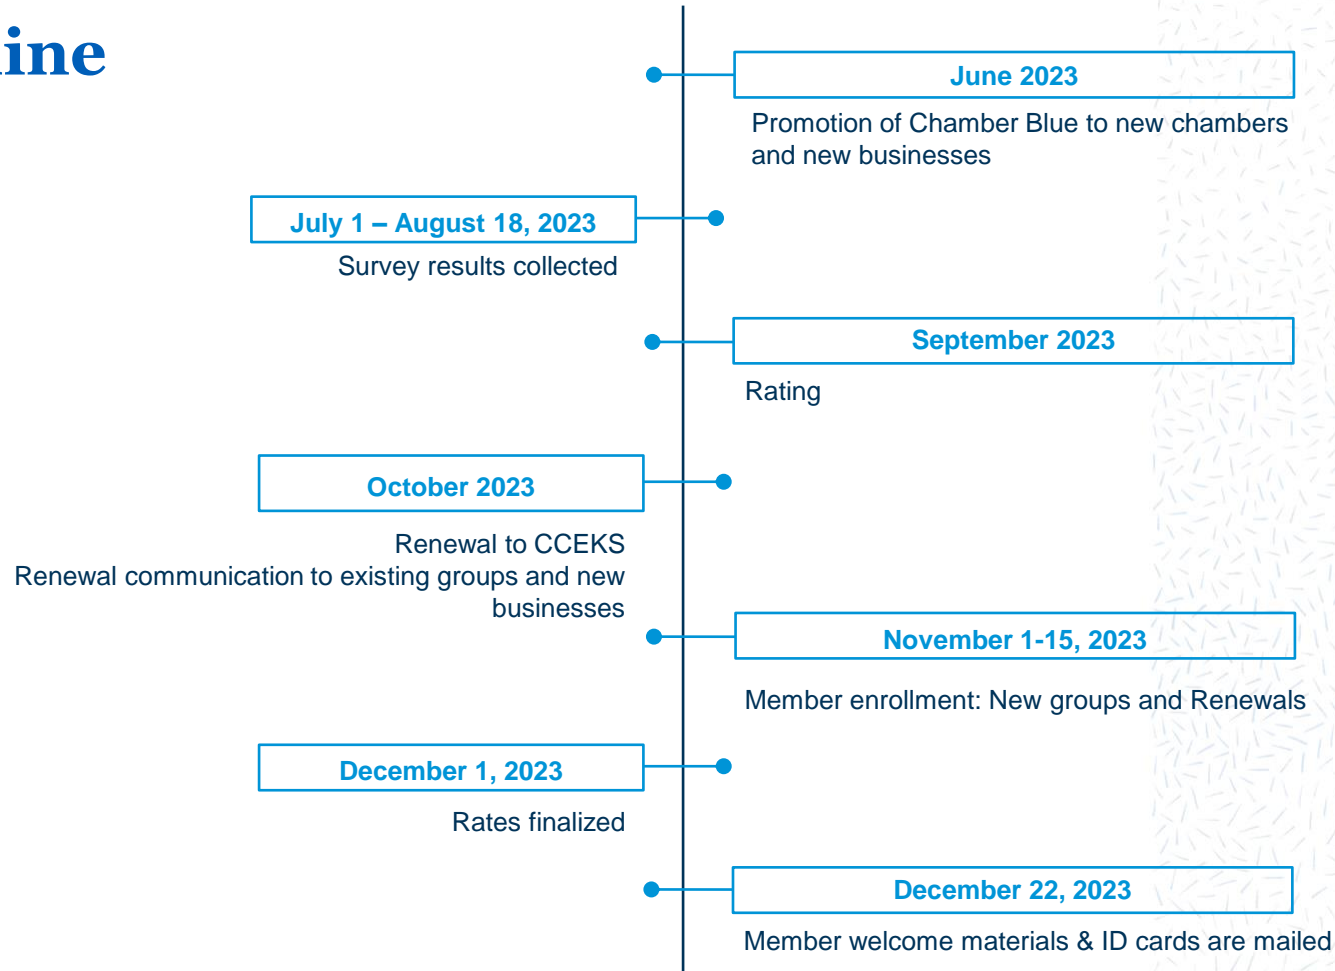 ine
June 2023
Promotion of Chamber Blue to new chambers
and new businesses
July 1 – August 18, 2023
Survey results collected
September 2023
Rating
October 2023
Renewal to CCEKS
Renewal communication to existing groups and new
businesses
November 1-15, 2023
Member enrollment: New groups and Renewals
December 1, 2023
Rates finalized
December 22, 2023
Member welcome materials & ID cards are mailed